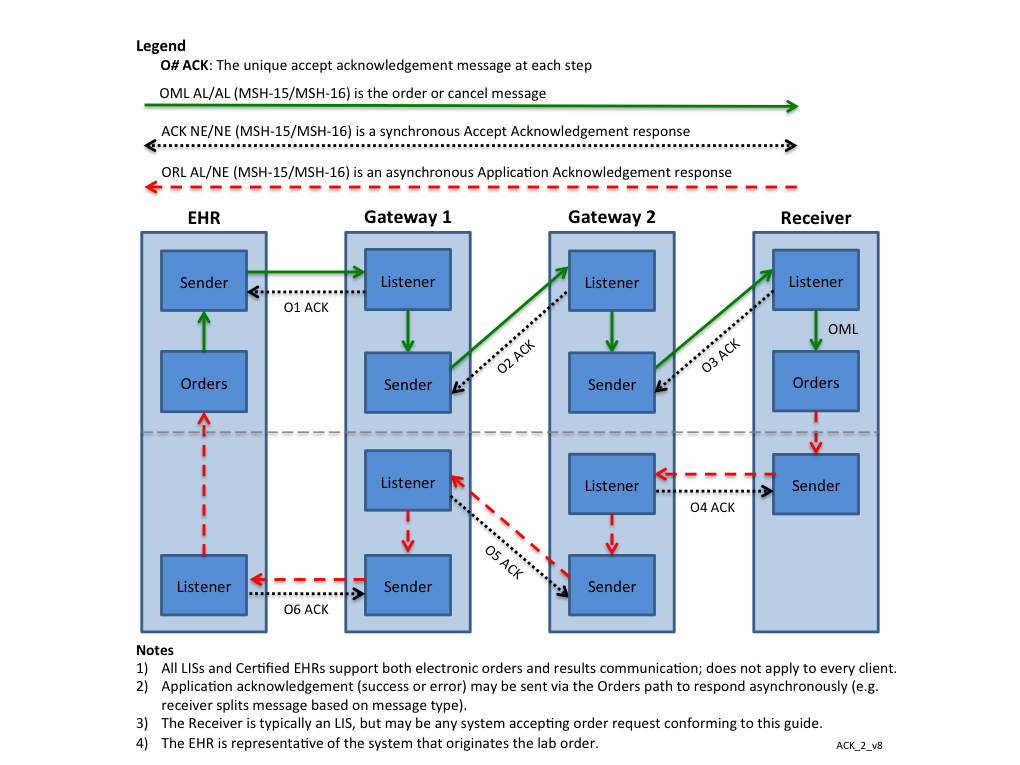 Legend
O# ACK: The unique accept acknowledgement message at each step
OML AL/AL (MSH-15/MSH-16) is the order or cancel message
ACK NE/NE (MSH-15/MSH-16) is a synchronous Accept Acknowledgement response
ORL AL/NE (MSH-15/MSH-16) is an asynchronous Application Acknowledgement response
EHR Gateway 1 Gateway 2 Receiver
Sender Listener Listener Listener
O1 ACK
OML
O2 ACK O3 ACK
Orders Sender Sender Orders
Listener Listener Sender
O4 ACK
O5 ACK
Listener Sender Sender
O6 ACK
Notes
1) All LISs and Certified EHRs support both electronic orders and results communication; does not apply to every client.
2) Application acknowledgement (success or error) may be sent via the Orders path to respond asynchronously (e.g.
receiver splits message based on message type).
3) The Receiver is typically an LIS, but may be any system accepting order request conforming to this guide.
4) The EHR is representative of the system that originates the lab order.
ACK_2_v8